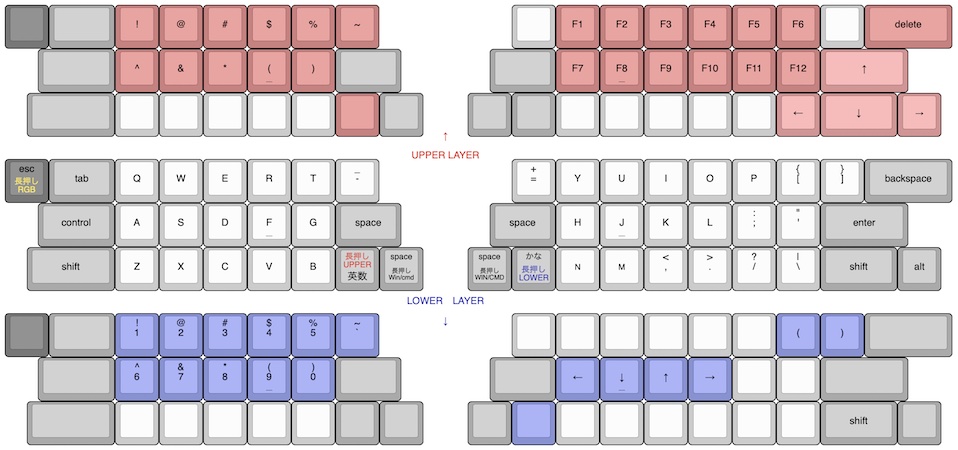 ! @ # $ % ~
F1 F2 F3 F4 F5 F6 delete
^ & * ( )
_
F7 F8 F9 F10 F11 F12 ↑
_
← ↓ →
↑
UPPER LAYER
esc
長押し
RGB
tab Q W E R T
_
-
+
=
Y U I O P
{
[
}
]
backspace
control A S D F G space
_
space H J K L
_
:
;
"
'
enter
shift Z X C V B
長押し
UPPER
英数
space
長押し
Win/cmd
space
長押し
WIN/CMD
かな
長押し
LOWER
N M
<
,
>
.
?
/
|
\
shift alt
LOWER LAYER
↓
! @ # $ % ~
1 2 3 4 5 `
( )
^ & * ( )
6 7 8 9 0
_
← ↓ ↑ →
_
shift